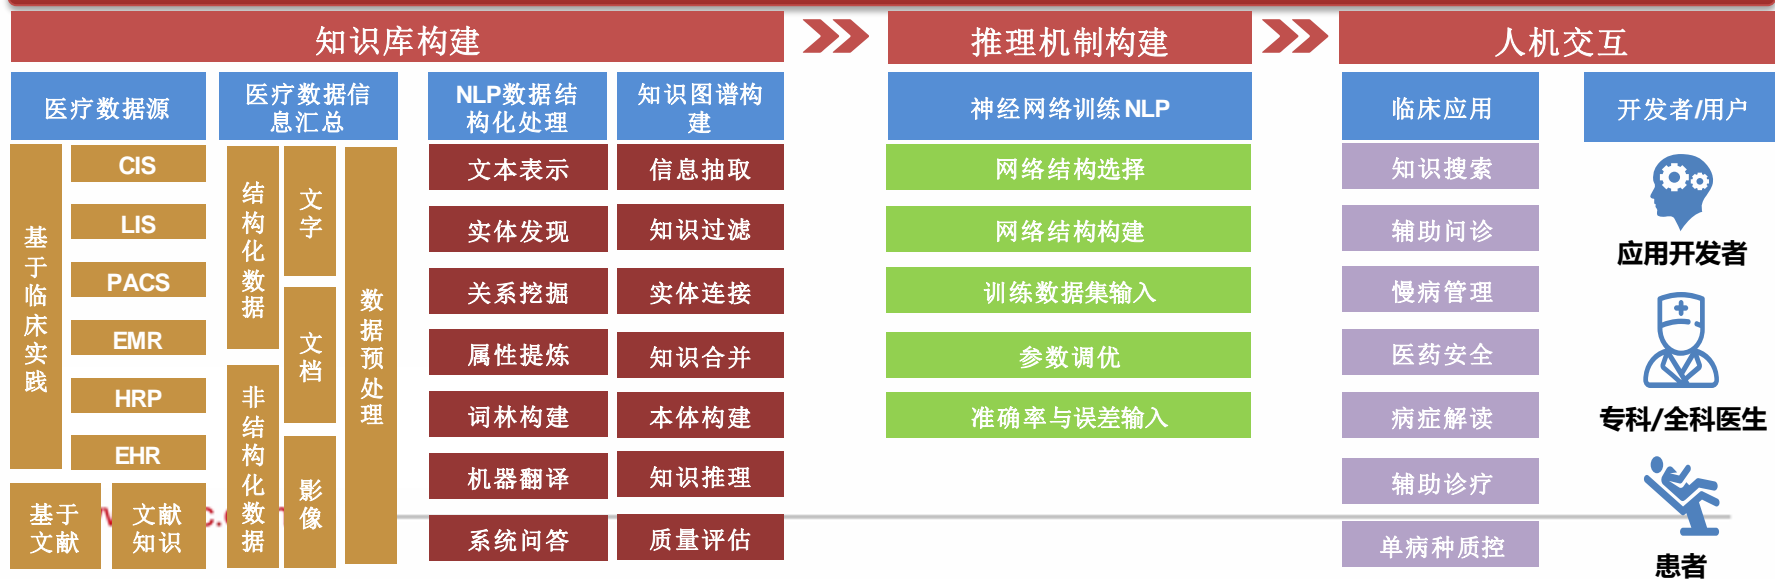 知识库构建
推理机制构建
人机交互
医疗数据源
医疗数据信
息汇总
NLP数据结
构化处理
知识图谱构
建
神经网络训练NLP
临床应用
开发者/用户
基于临床实践
CIS
LIS
PACS
EMR
HRP
EHR
基于
文献
文献
知识
结构化数据
非结构化数据
文字
文档
影像
数据预处理
文本表示
实体发现
关系挖掘
属性提炼
词林构建
机器翻译
系统问答
信息抽取
知识过滤
实体连接
知识合并
本体构建
知识推理
质量评估
网络结构选择
网络结构构建
训练数据集输入
参数调优
准确率与误差输入
知识搜索
辅助问诊
慢病管理
医药安全
病症解读
辅助诊疗
单病种质控
应用开发者
专科/全科医生
患者